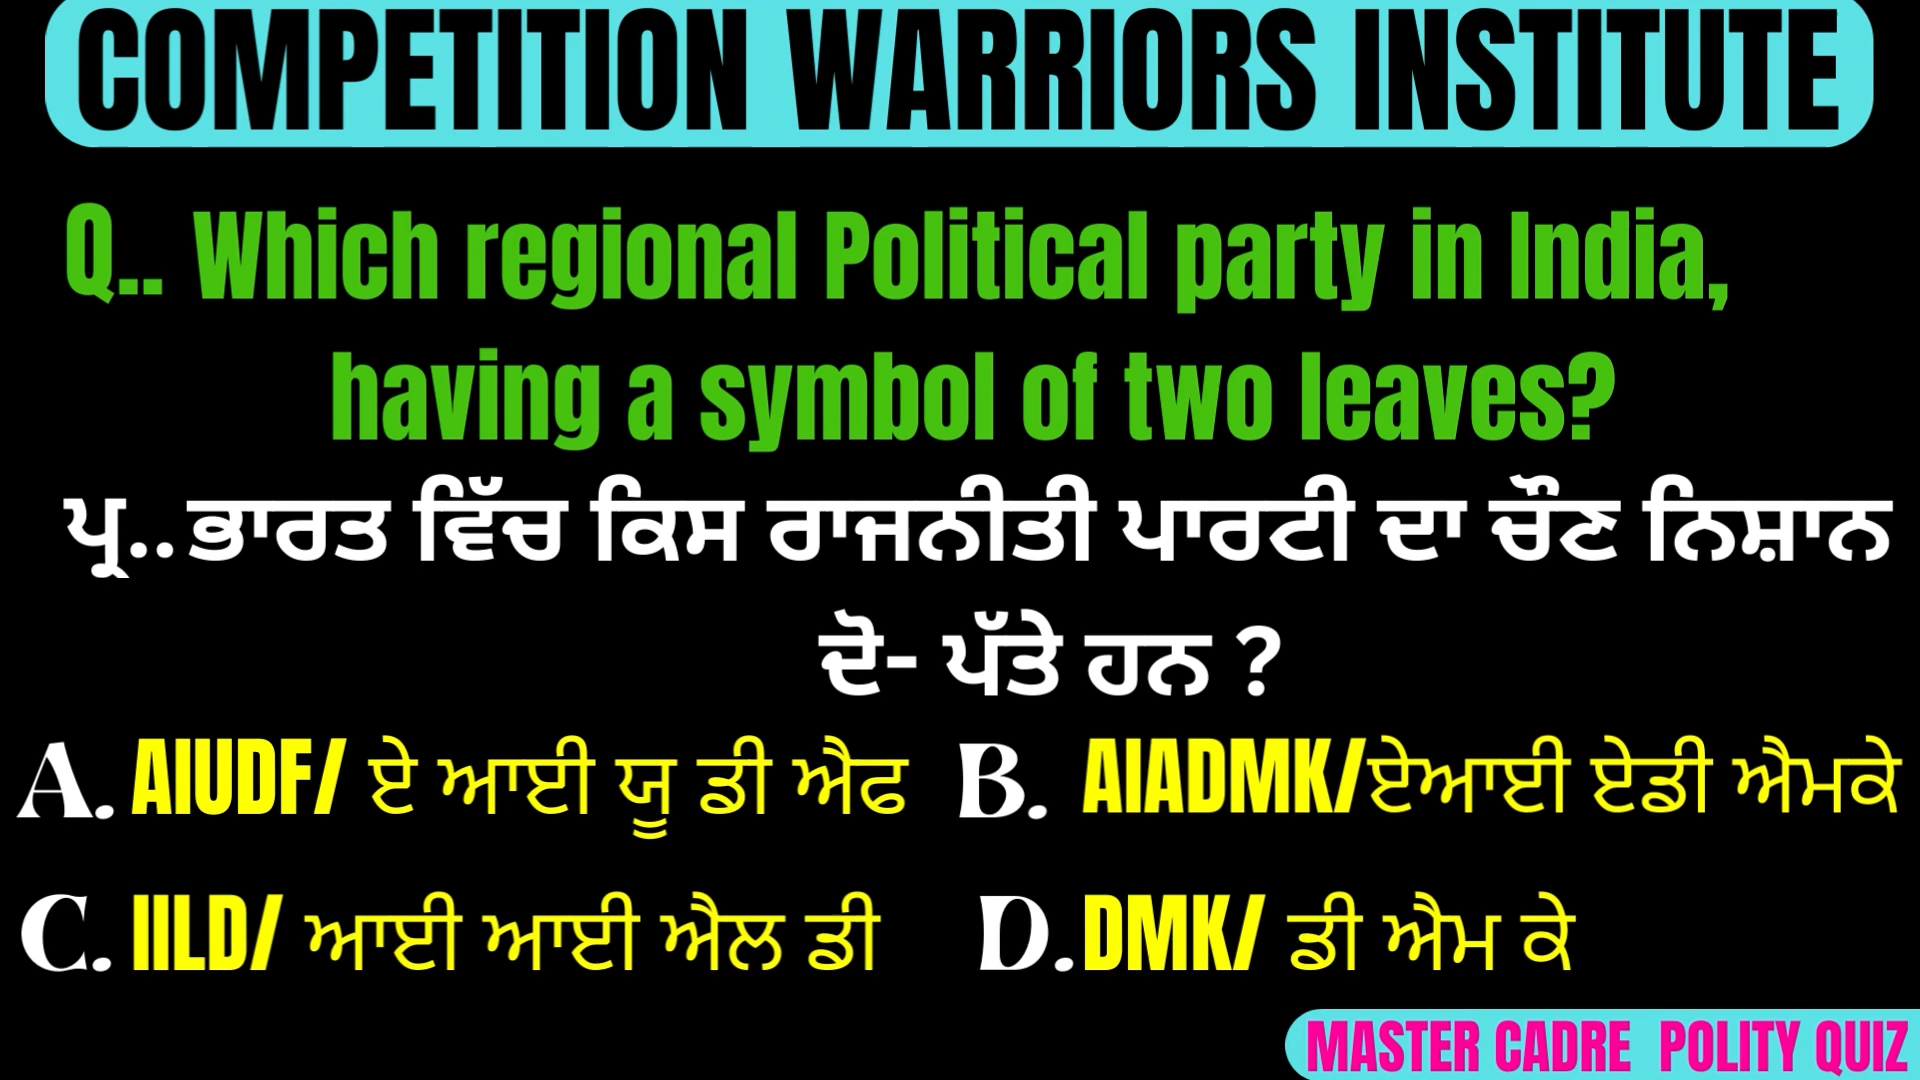 COMPETITION WARRIORS INSTITUTE
Q.. Which regional Political party in India,
having a symbol of two leaves?
ਪ੍ਰ..ਭਾਰਤ ਵਿੱਚ ਕਿਸ ਰਾਜਨੀਤੀ ਪਾਰਟੀ ਦਾ ਚੌਣ ਨਿਸ਼ਾਨ
ਦੋ- ਪੱਤੇ ਹਨ ?
A. AIUDF/ ਏ ਆਈ ਯੂ ਡੀ ਐਫ
B. AIADMK/ਏਆਈ ਏਡੀ ਐਮਕੇ
C. IILD/ ਆਈ ਆਈ ਐਲ ਡੀ
D. DMK/ ਡੀ ਐਮ ਕੇ
MASTER CADRE POLITY QUIZ